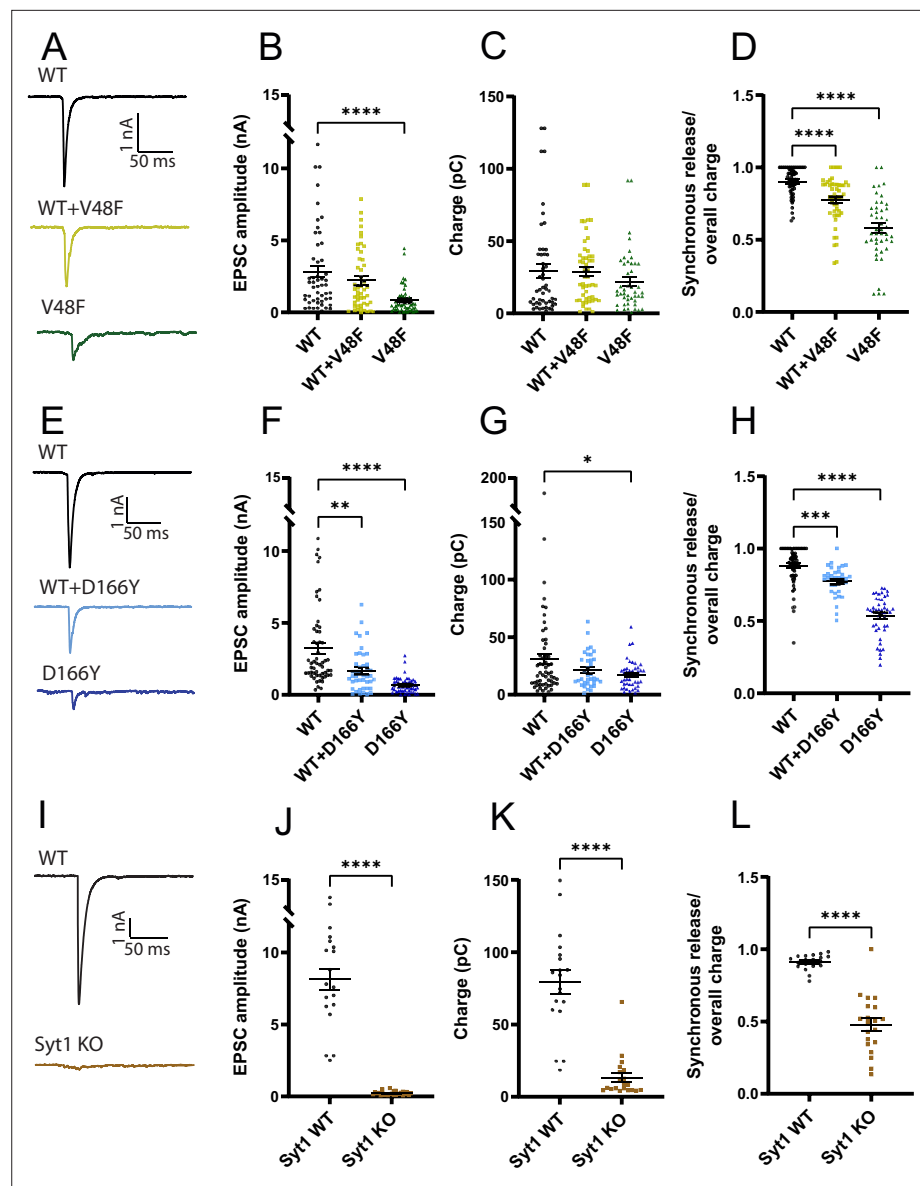 A
WT
1 nA
50 ms
WT+V48F
V48F
B
EPSC amplitude (nA)
15
10
5
0
****
WT
WT+V48F
V48F
C
Charge (pC)
150
100
50
0
WT
WT+V48F
V48F
D
Synchronous release/
overall charge
1.5
1.0
0.5
0.0
****
****
WT
WT+V48F
V48F
E
WT
1 nA
50 ms
WT+D166Y
D166Y
F
EPSC amplitude (nA)
15
10
5
0
****
**
WT
WT+D166Y
D166Y
G
Charge (pC)
200
150
100
50
0
*
WT
WT+D166Y
D166Y
H
Synchronous release/
overall charge
1.5
1.0
0.5
0.0
****
***
WT
WT+D166Y
D166Y
I
WT
1 nA
50 ms
Syt1 KO
J
EPSC amplitude (nA)
15
10
5
0
****
Syt1 WT
Syt1 KO
K
Charge (pC)
150
100
50
0
****
Syt1 WT
Syt1 KO
L
Synchronous release/
overall charge
1.5
1.0
0.5
0.0
****
Syt1 WT
Syt1 KO